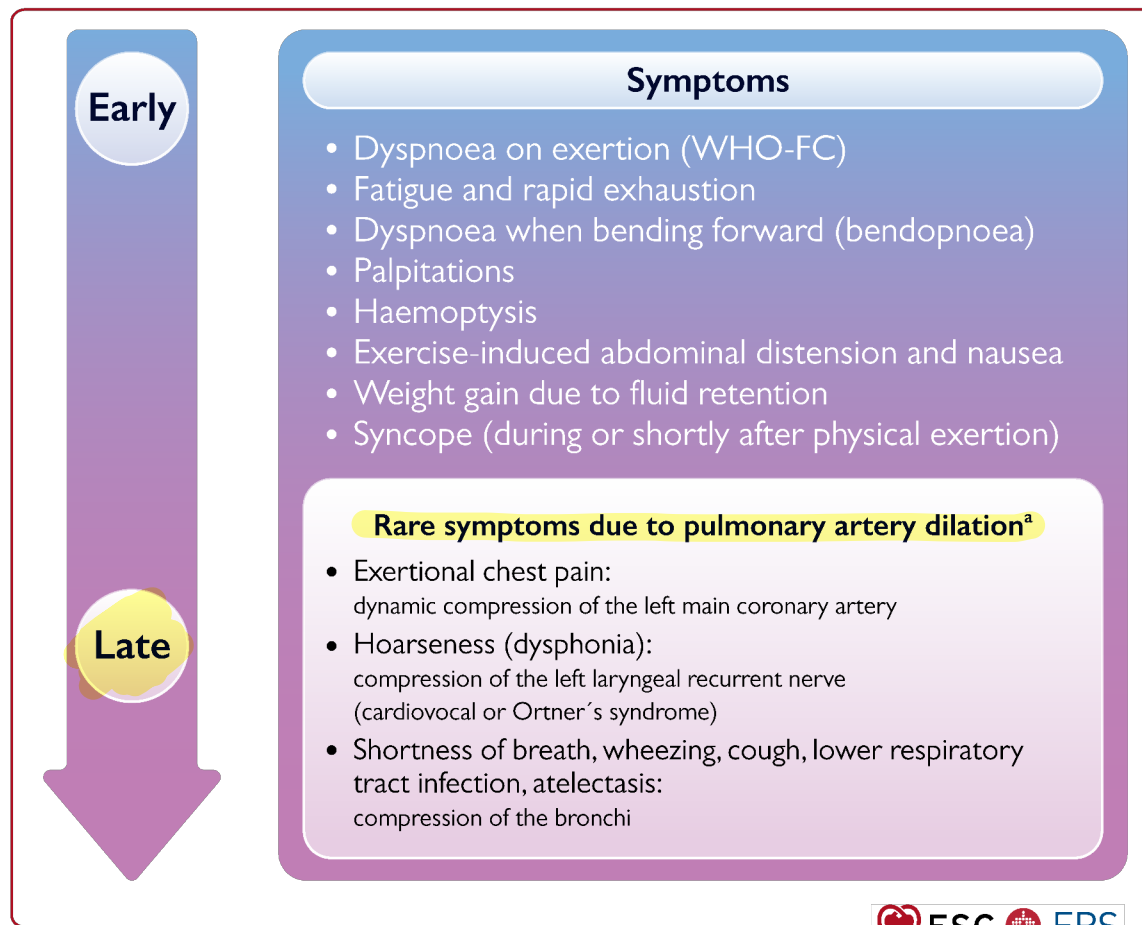 Early
Late
Symptoms
• Dyspnoea on exertion (WHO-FC)
• Fatigue and rapid exhaustion
• Dyspnoea when bending forward (bendopnoea)
• Palpitations
• Haemoptysis
• Exercise-induced abdominal distension and nausea
• Weight gain due to fluid retention
• Syncope (during or shortly after physical exertion)
Rare symptoms due to pulmonary artery dilationᵃ
• Exertional chest pain:
dynamic compression of the left main coronary artery
• Hoarseness (dysphonia):
compression of the left laryngeal recurrent nerve
(cardiovocal or Ortner´s syndrome)
• Shortness of breath, wheezing, cough, lower respiratory
tract infection, atelectasis:
compression of the bronchi
ESC ERS